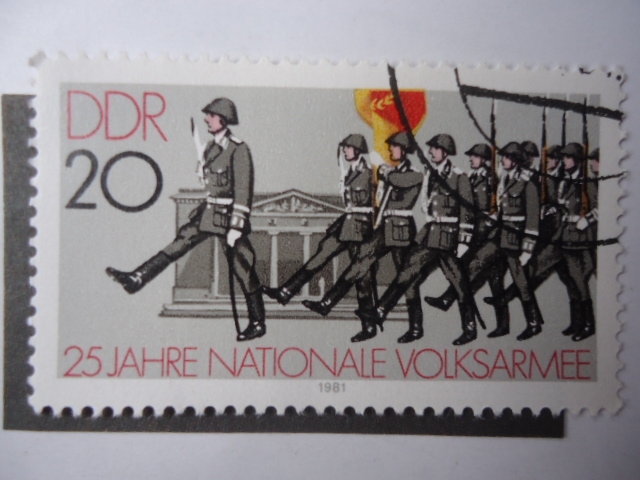 DDR
20
25 JAHRE NATIONALE VOLKSARMEE
1981